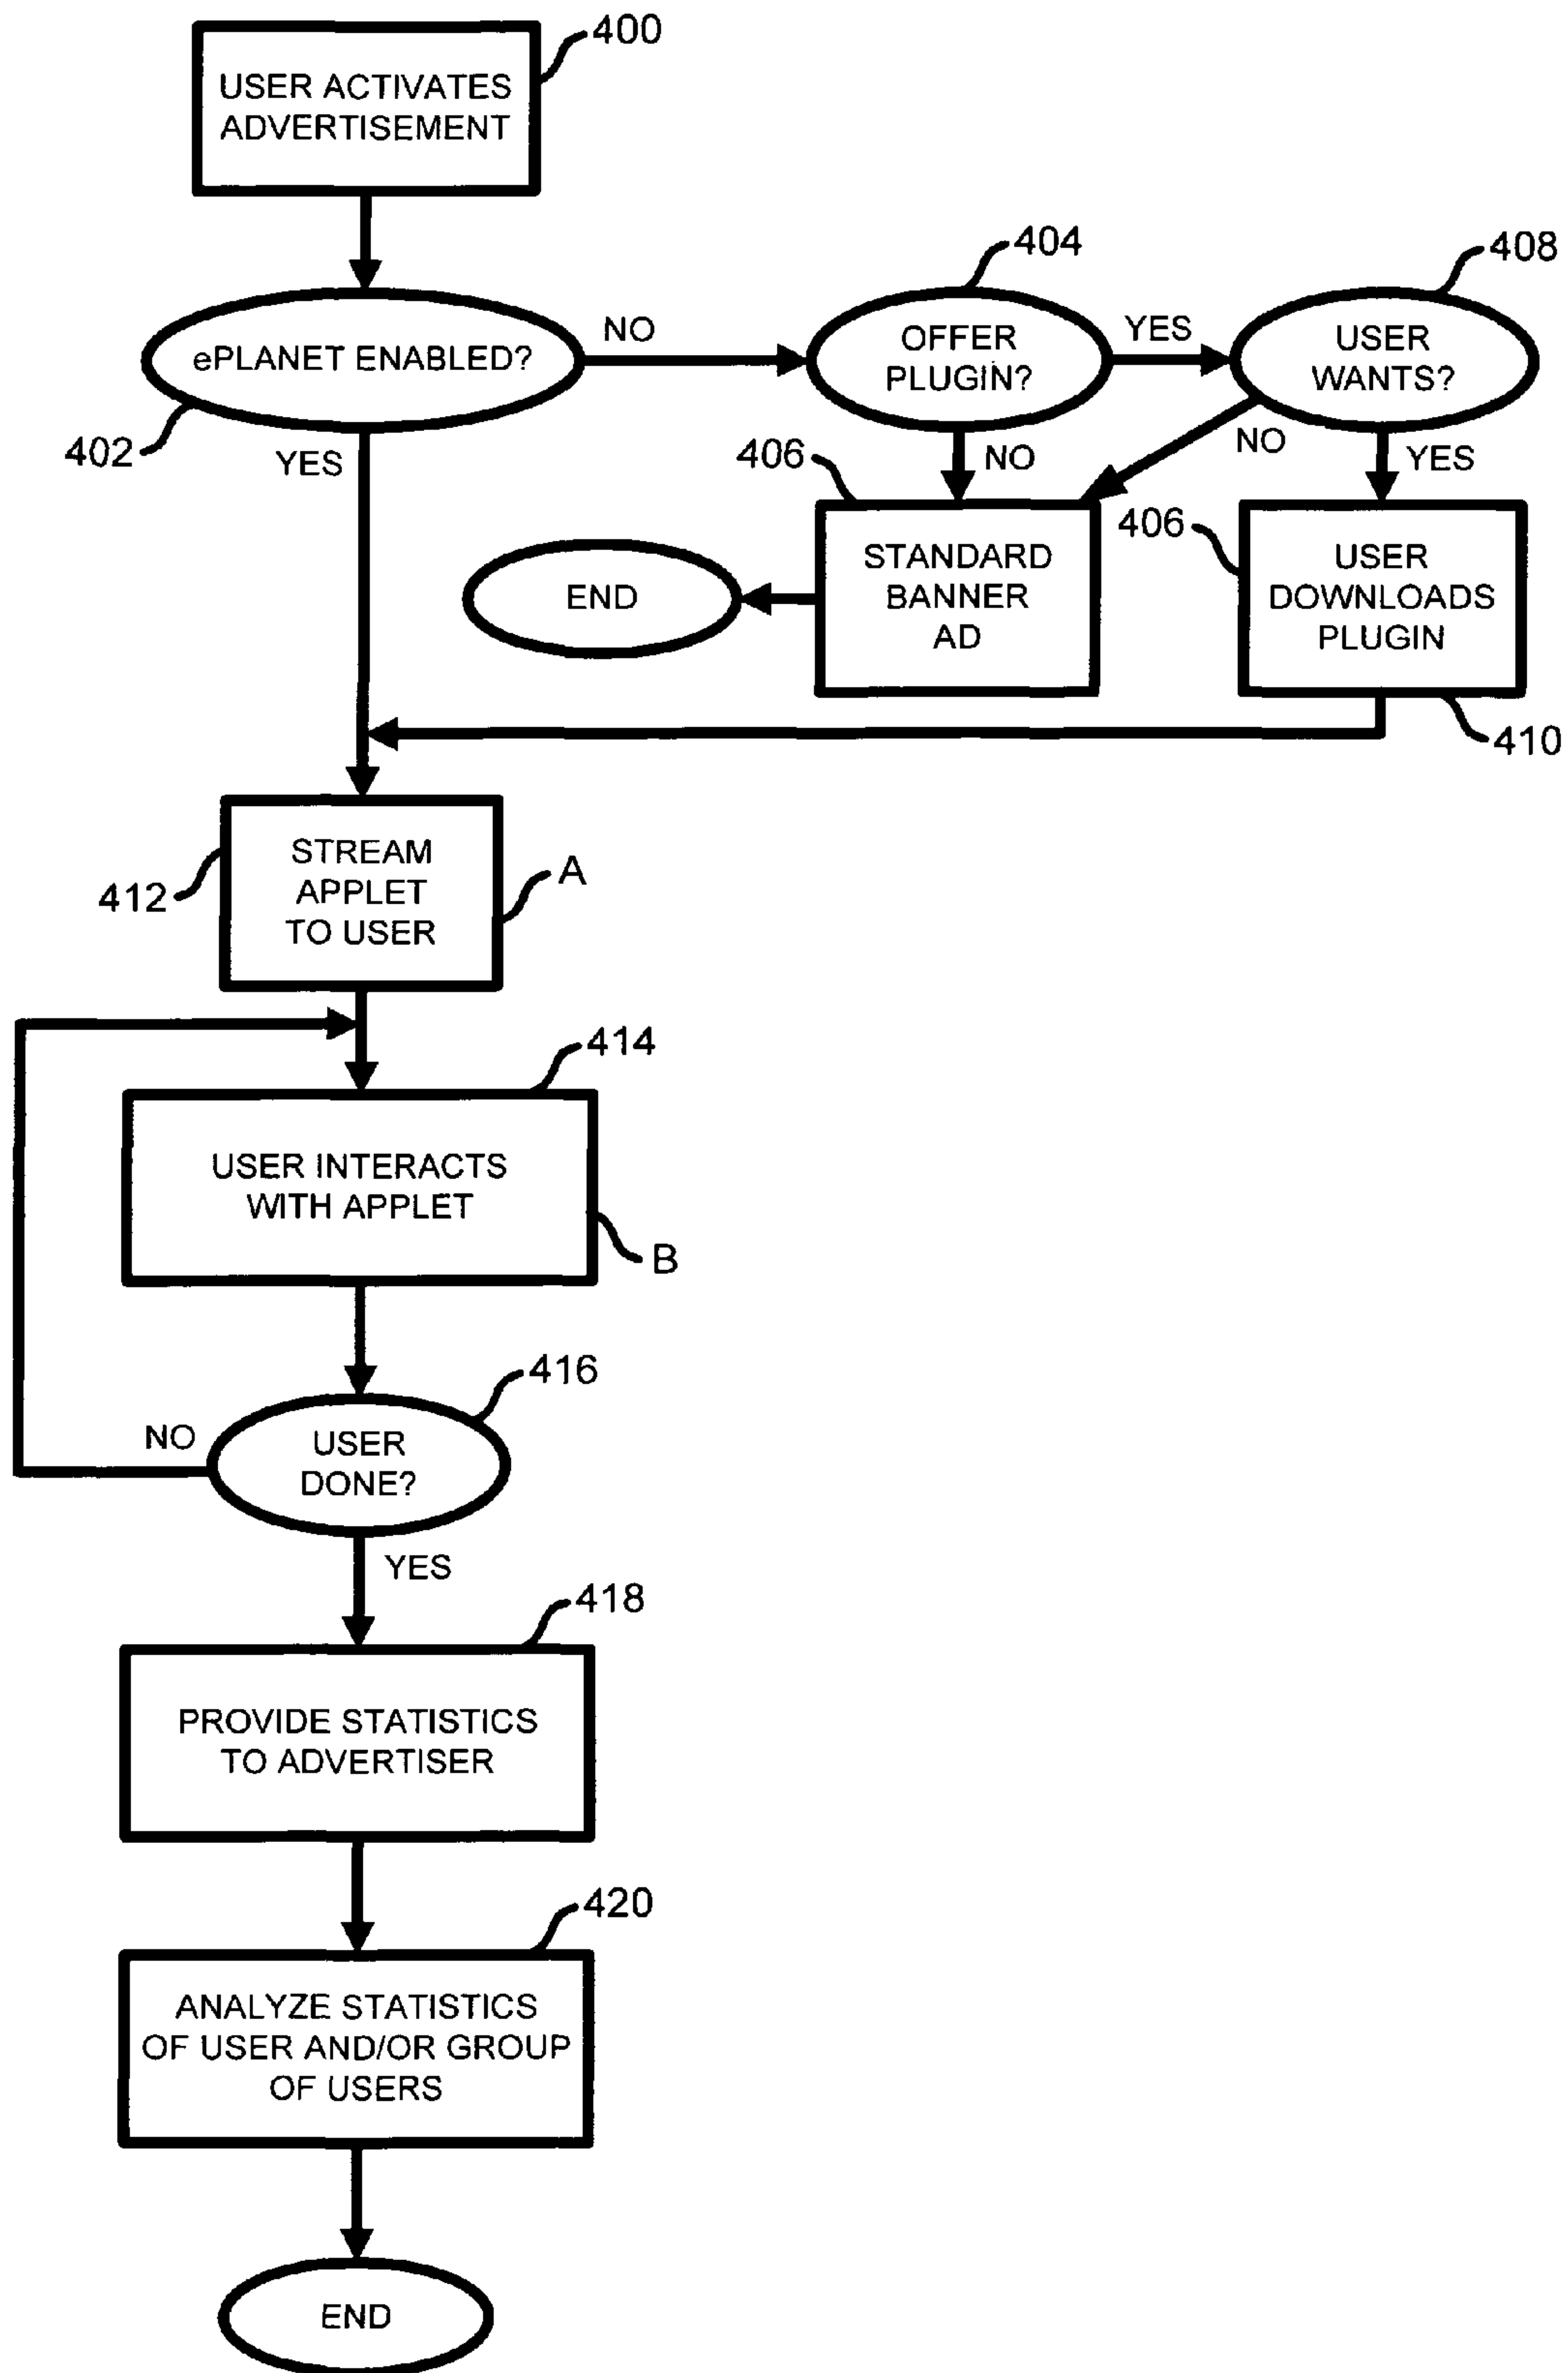 400
USER ACTIVATES
ADVERTISEMENT
404
408
ePLANET ENABLED?
NO
OFFER
PLUGIN?
YES
USER
WANTS?
402
YES
406
NO
NO
YES
END
STANDARD
BANNER
AD
406
USER
DOWNLOADS
PLUGIN
410
412
STREAM
APPLET
TO USER
A
414
USER INTERACTS
WITH APPLET
B
416
NO
USER
DONE?
YES
418
PROVIDE STATISTICS
TO ADVERTISER
420
ANALYZE STATISTICS
OF USER AND/OR GROUP
OF USERS
END